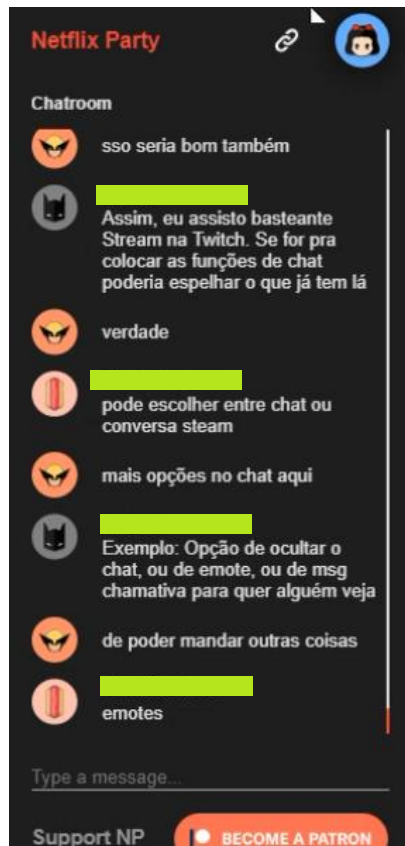 Netflix Party
Chatroom
sso seria bom também
Assim, eu assisto basteante
Stream na Twitch. Se for pra
colocar as funções de chat
poderia espelhar o que já tem lá
verdade
pode escolher entre chat ou
conversa steam
mais opções no chat aqui
Exemplo: Opção de ocultar o
chat, ou de emote, ou de msg
chamativa para quer alguém veja
de poder mandar outras coisas
emotes
Type a message...
Support NP
BECOME A PATRON